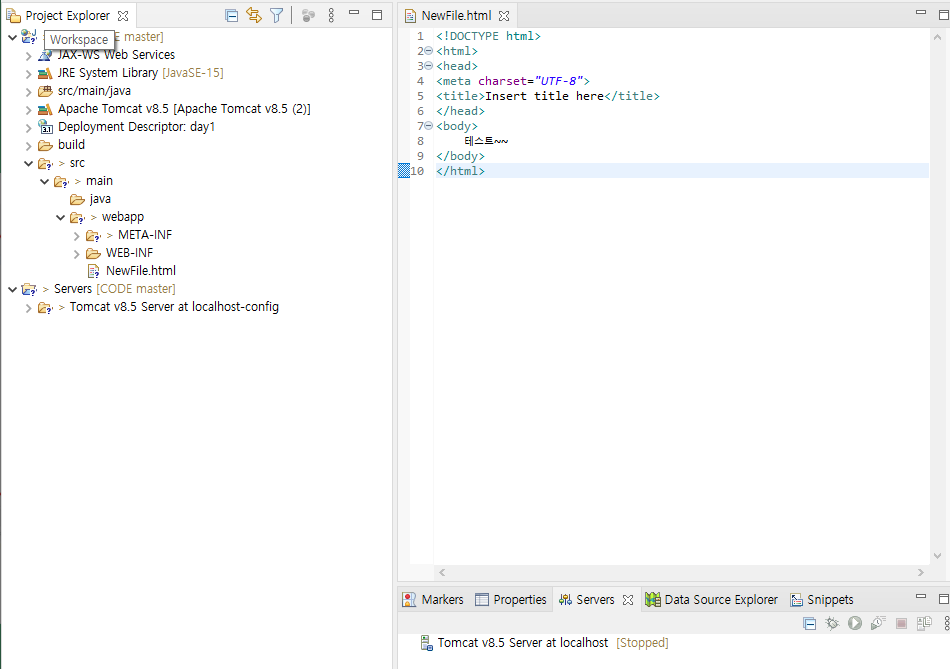 Project Explorer
E master]
Workspace
JAX-WS Web Services
JRE System Library [JavaSE-15]
src/main/java
Apache Tomcat v8.5 [Apache Tomcat v8.5 (2)]
Deployment Descriptor: day1
build
> src
> main
java
> webapp
> META-INF
WEB-INF
NewFile.html
> Servers [CODE master]
> Tomcat v8.5 Server at localhost-config
NewFile.html
1 <!DOCTYPE html>
2 <html>
3 <head>
4 <meta charset="UTF-8">
5 <title>Insert title here</title>
6 </head>
7 <body>
8 테스트~~
9 </body>
10 </html>
Markers Properties Servers Data Source Explorer Snippets
Tomcat v8.5 Server at localhost [Stopped]